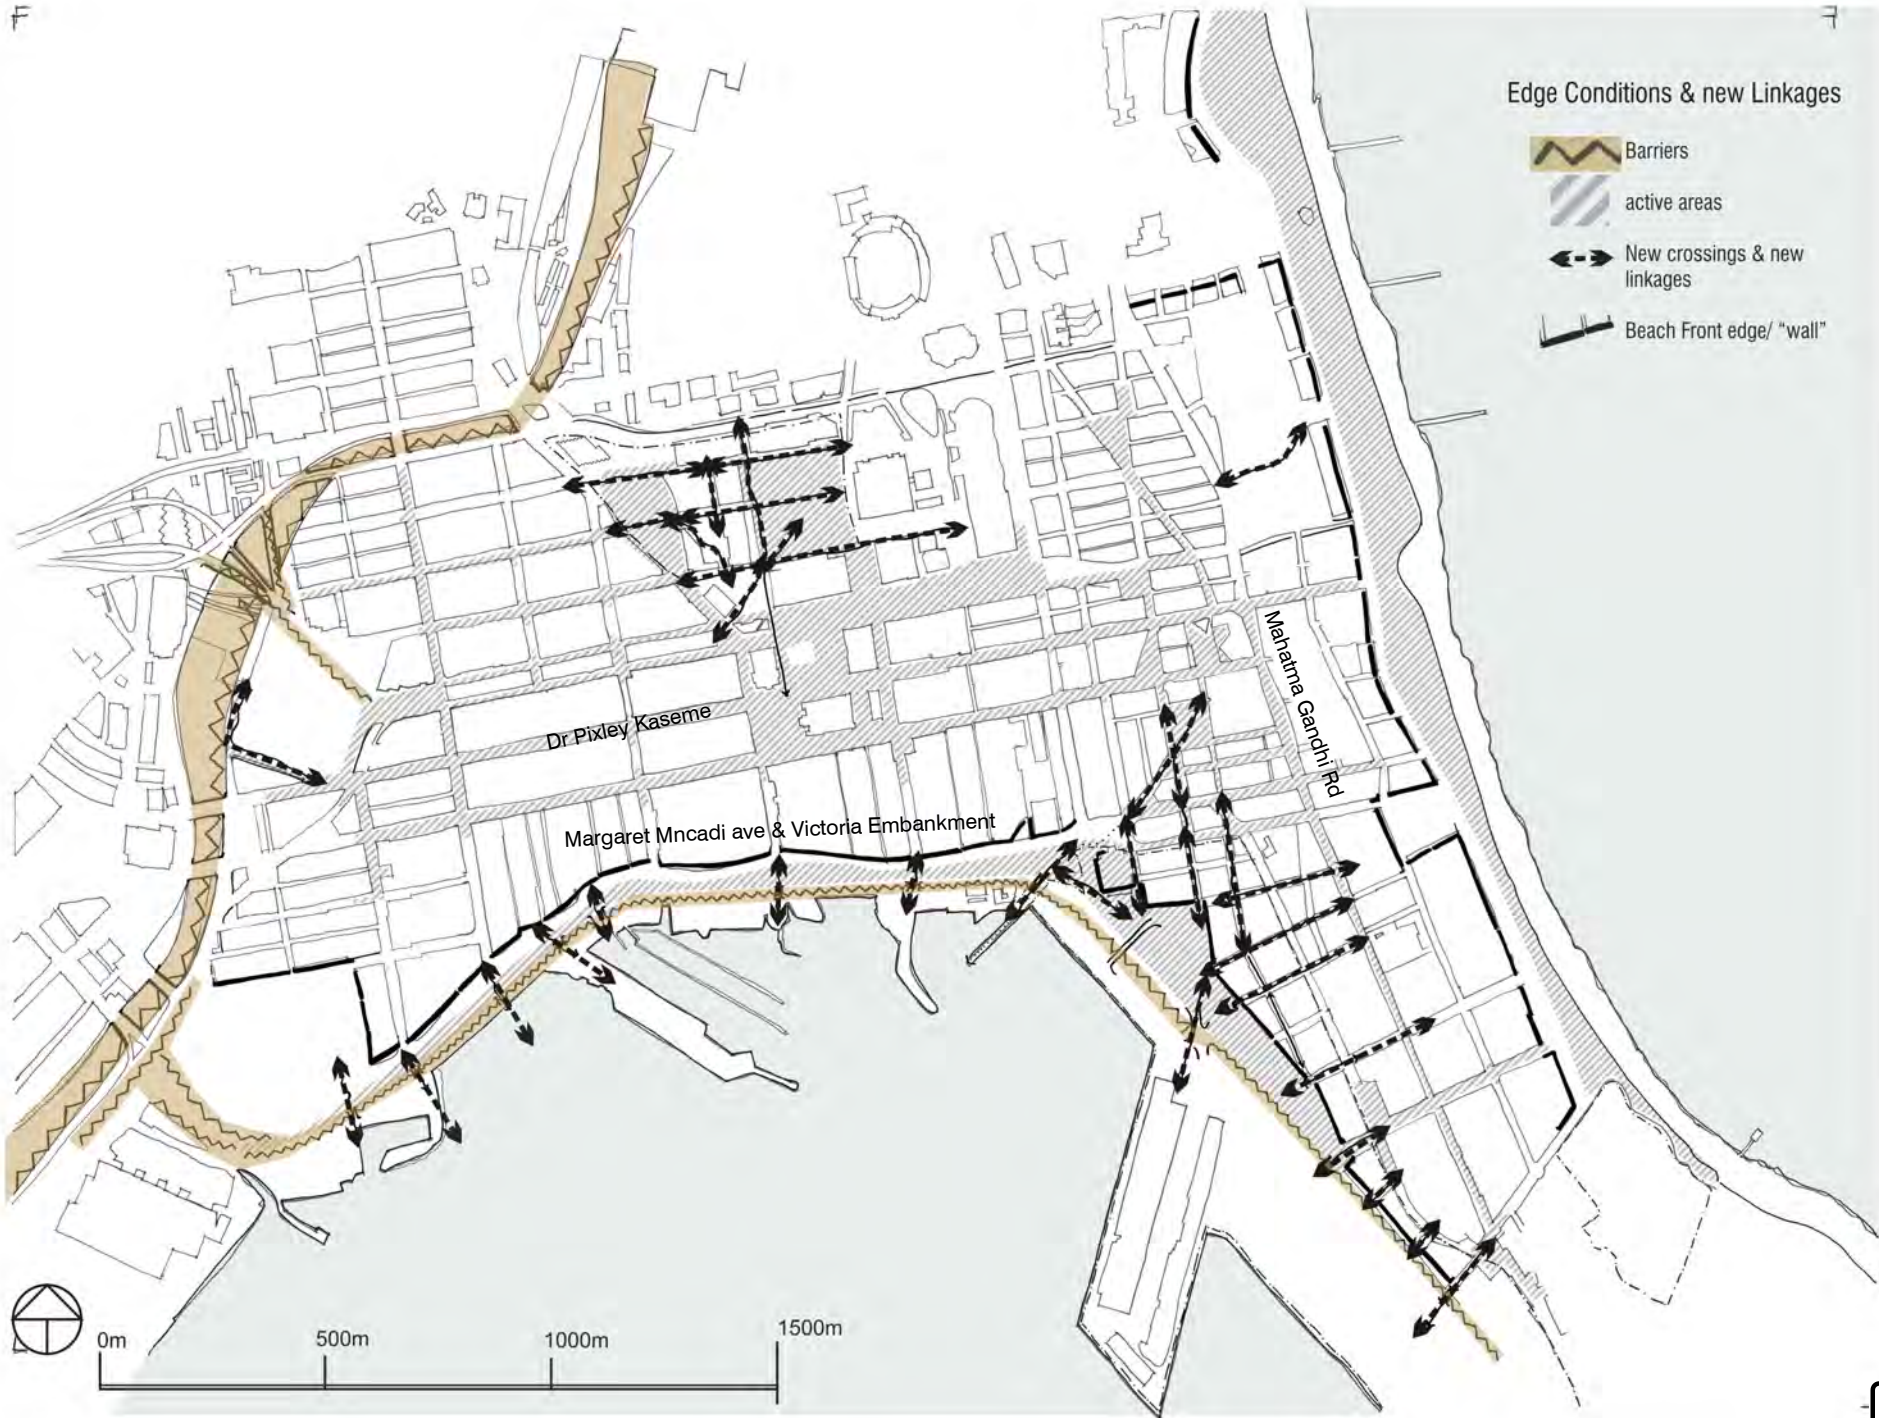 Edge Conditions & new Linkages
Barriers
active areas
New crossings & new
linkages
Beach Front edge/ “wall”
Mahatma Gandhi Rd
Dr Pixley Kaseme
Margaret Mncadi ave & Victoria Embankment
0m
500m
1000m
1500m